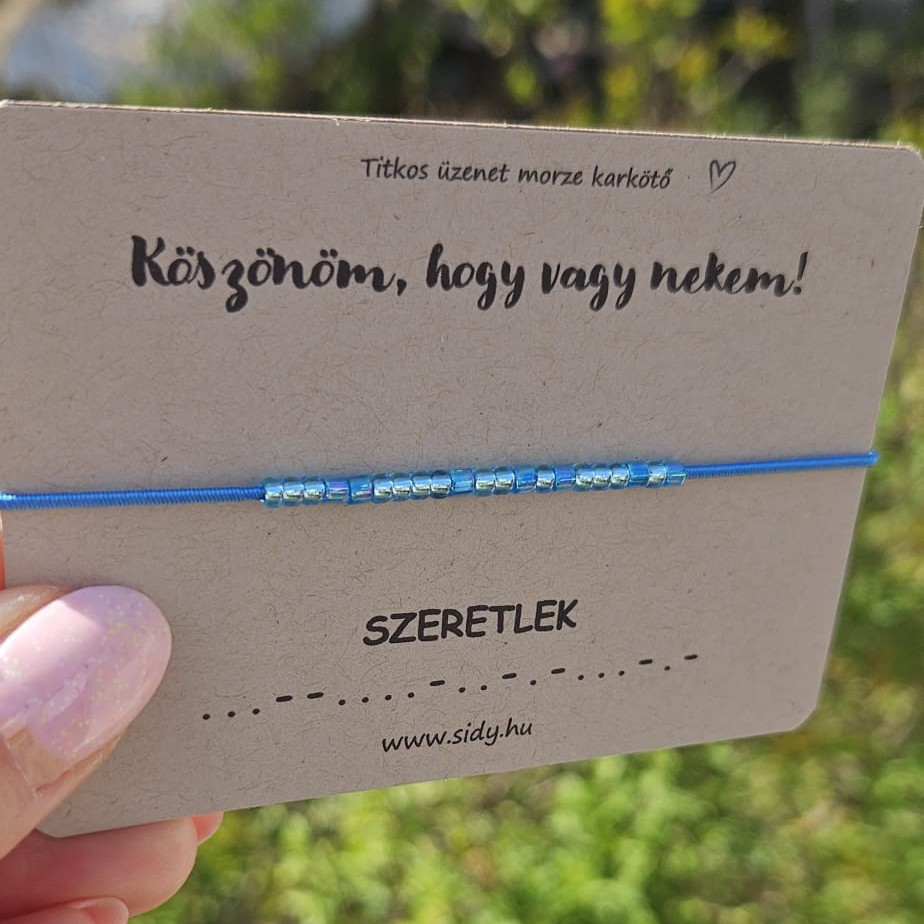 Titkos üzenet morze karkötő ♡
Köszönöm, hogy vagy nekem!
SZERETLEK
...--....-..-.-...-.-
www.sidy.hu